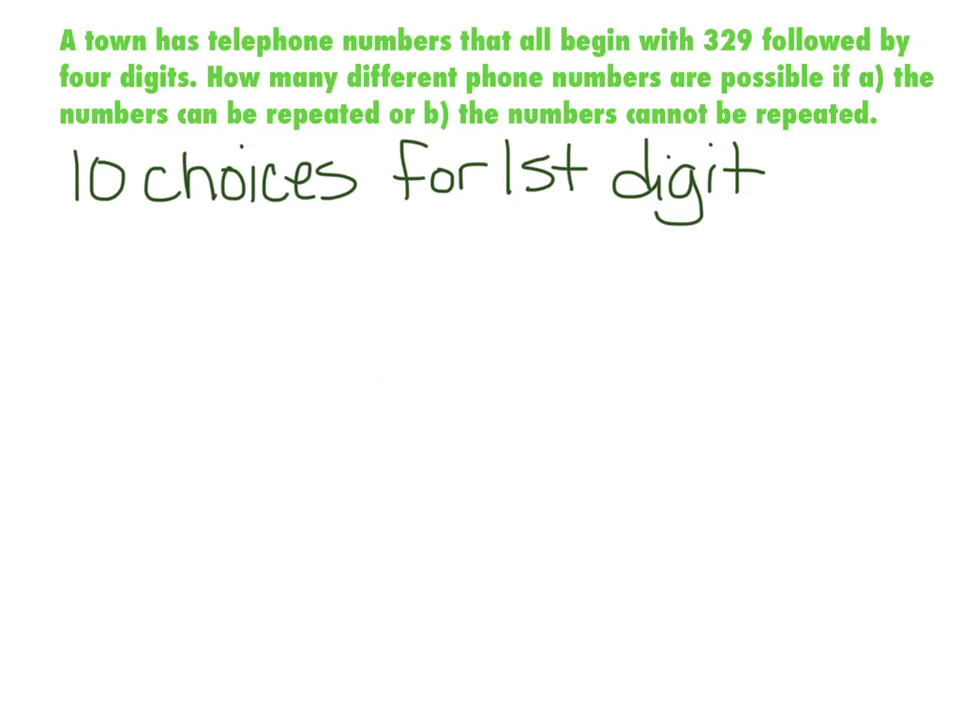 A town has telephone numbers that all begin with 329 followed by
four digits. How many different phone numbers are possible if a) the
numbers can be repeated or b) the numbers cannot be repeated.
10 choices for 1st digit